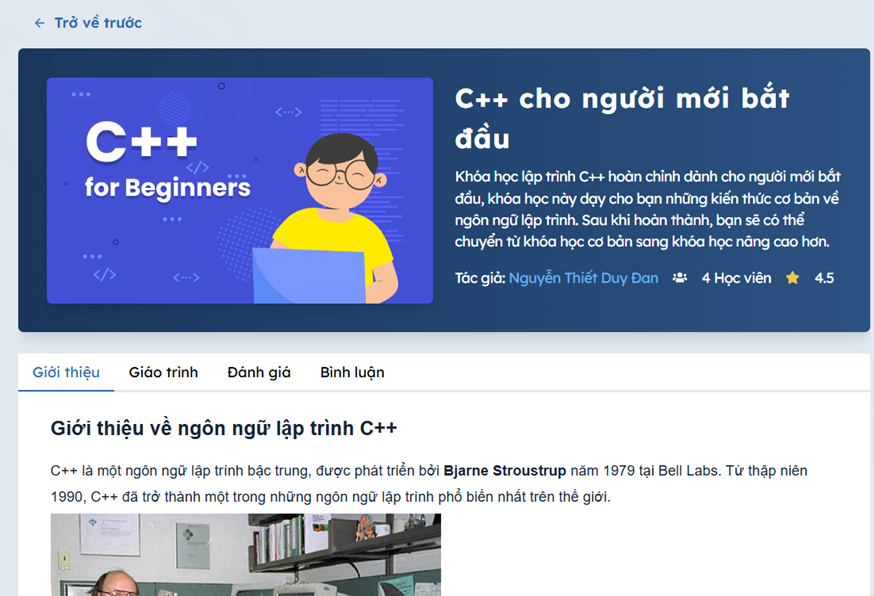 ← Trở về trước
C++
for Beginners
C++ cho người mới bắt
đầu
Khóa học lập trình C++ hoàn chỉnh dành cho người mới bắt
đầu, khóa học này dạy cho bạn những kiến thức cơ bản về
ngôn ngữ lập trình. Sau khi hoàn thành, bạn sẽ có thể
chuyển từ khóa học cơ bản sang khóa học nâng cao hơn.
Tác giả: Nguyễn Thiết Duy Đan 4 Học viên 4.5
Giới thiệu Giáo trình Đánh giá Bình luận
Giới thiệu về ngôn ngữ lập trình C++
C++ là một ngôn ngữ lập trình bậc trung, được phát triển bởi Bjarne Stroustrup năm 1979 tại Bell Labs. Từ thập niên
1990, C++ đã trở thành một trong những ngôn ngữ lập trình phổ biến nhất trên thế giới.